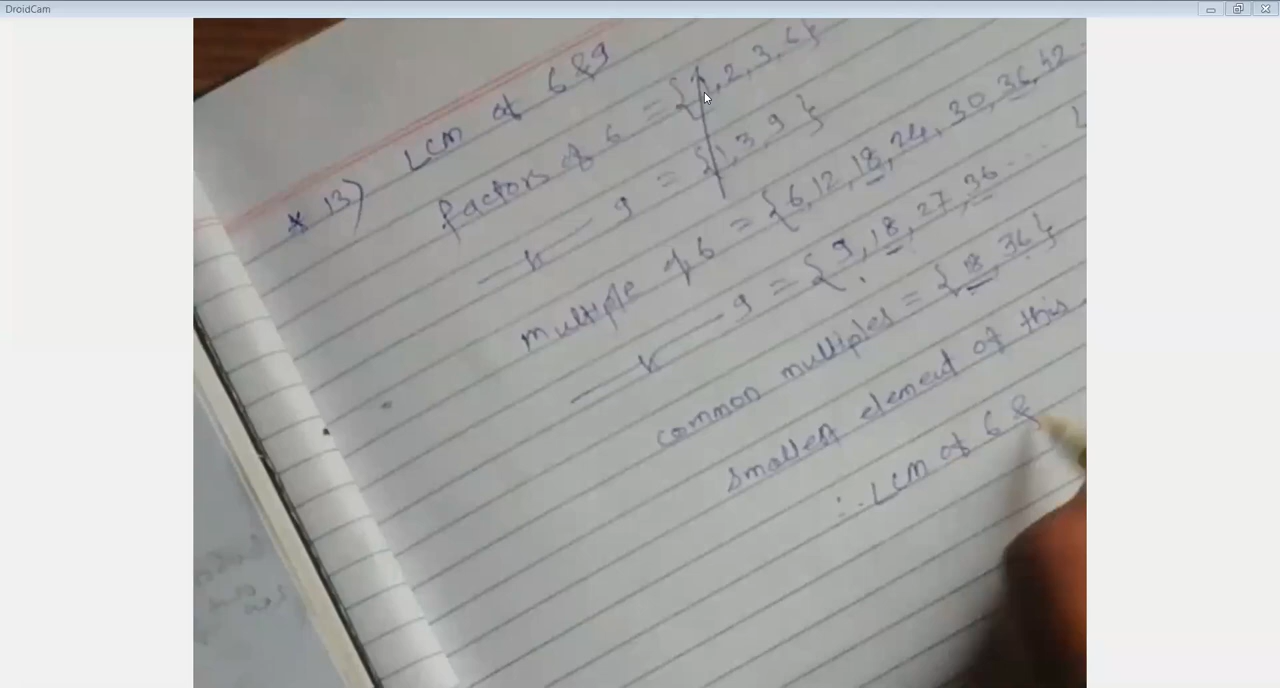 DroidCam
* 13) LCM of 6 & 9
factors of 6 = {1, 2, 3, 6}
—〃— 9 = {1, 3, 9}
multiple of 6 = {6, 12, 18, 24, 30, 36, 42
—〃— 9 = {9, 18, 27, 36 ....
common multiples = {18, 36}
smallest element of this
∴ LCM of 6 &